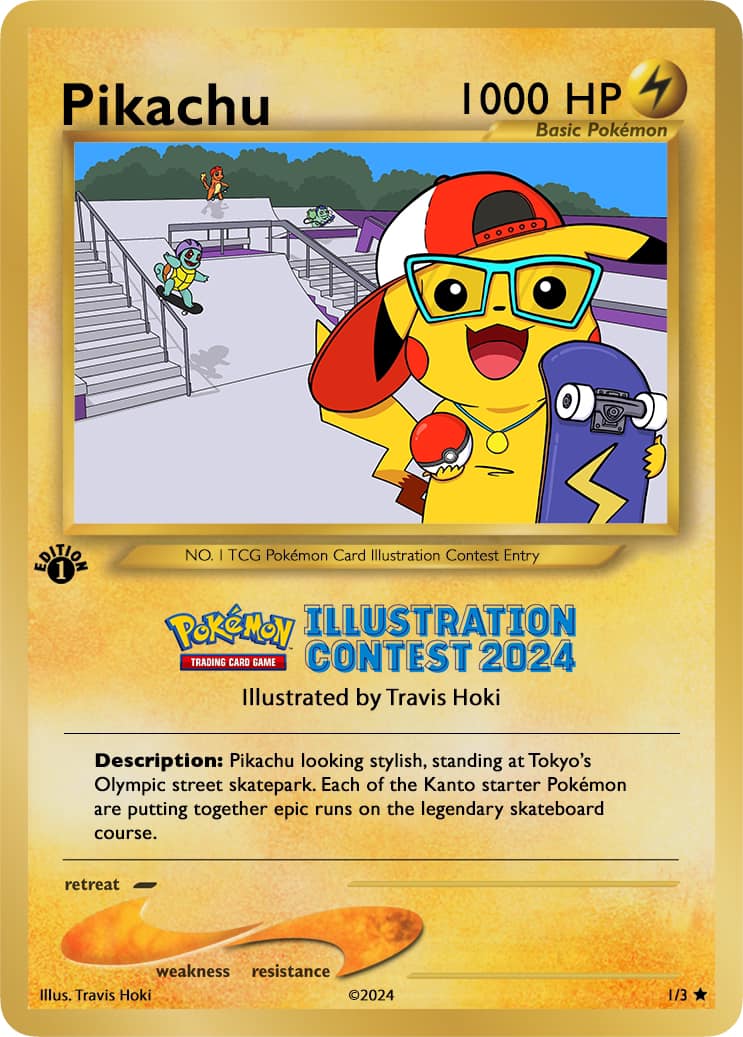 Pikachu
1000 HP
Basic Pokémon
NO. 1 TCG Pokémon Card Illustration Contest Entry
EDITION
1
POKéMON
TRADING CARD GAME
ILLUSTRATION
CONTEST 2024
Illustrated by Travis Hoki
Description: Pikachu looking stylish, standing at Tokyo’s
Olympic street skatepark. Each of the Kanto starter Pokémon
are putting together epic runs on the legendary skateboard
course.
retreat
weakness
resistance
Illus. Travis Hoki
©2024
1/3 ★